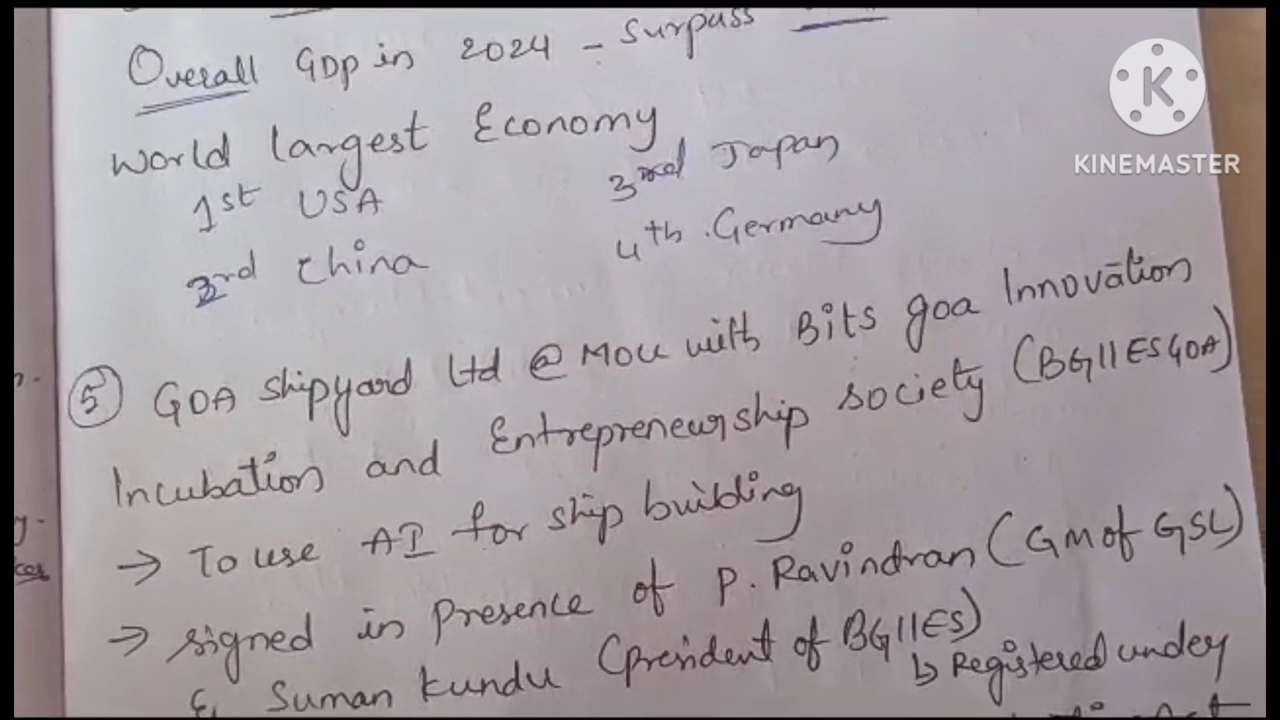 Overall GDP in 2024 - Surpass
World largest Economy
1st USA
3rd Japan
3rd China
4th Germany
5 GOA shipyard Ltd @ MOU with Bits goa Innovation
Incubation and Entrepreneurship society (BGIIES GOA)
→ To use AI for ship building
→ signed in presence of P. Ravindran (GM of GSL)
& Suman Kundu (president of BGIIES)
↳ Registered under
K
KINEMASTER